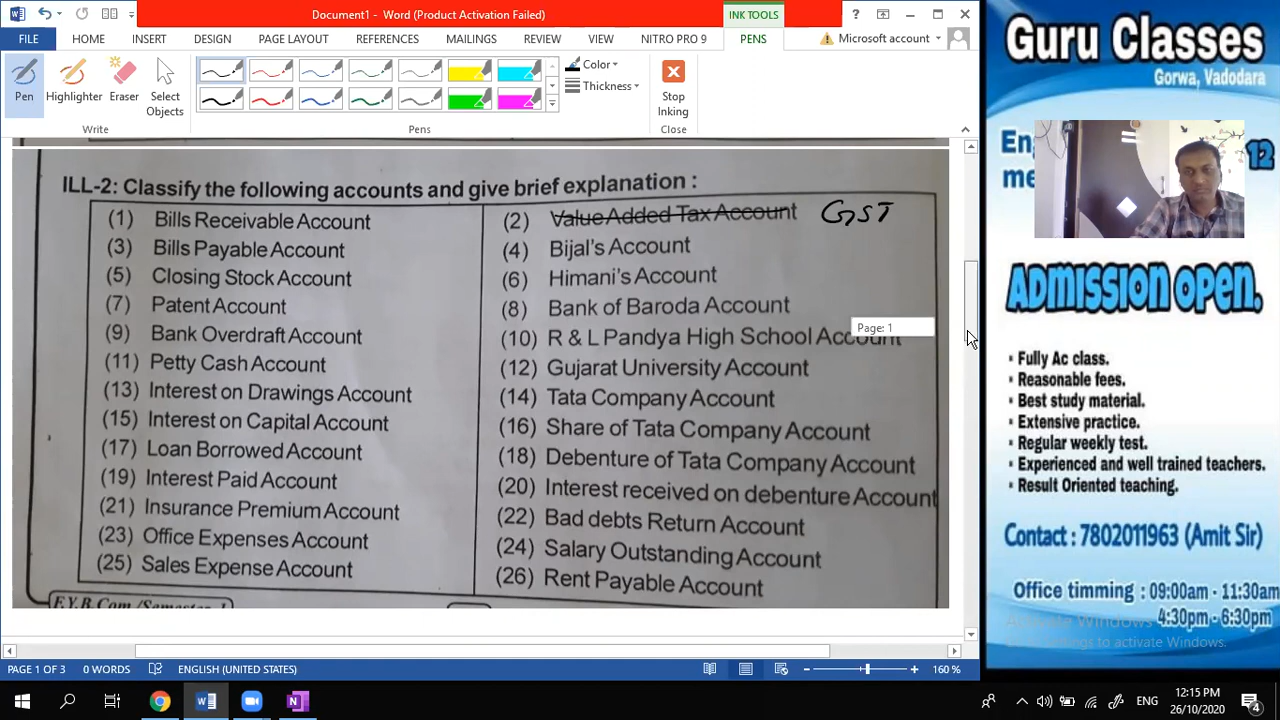 Document1 - Word (Product Activation Failed)
INK TOOLS
FILE HOME INSERT DESIGN PAGE LAYOUT REFERENCES MAILINGS REVIEW VIEW NITRO PRO 9 PENS Microsoft account
Pen Highlighter Eraser Select Objects
Color
Thickness
Stop Inking
Write Pens Close
ILL-2: Classify the following accounts and give brief explanation :
(1) Bills Receivable Account
(2) Value Added Tax Account GST
(3) Bills Payable Account
(4) Bijal's Account
(5) Closing Stock Account
(6) Himani's Account
(7) Patent Account
(8) Bank of Baroda Account
Page: 1
(9) Bank Overdraft Account
(10) R & L Pandya High School Account
(11) Petty Cash Account
(12) Gujarat University Account
(13) Interest on Drawings Account
(14) Tata Company Account
(15) Interest on Capital Account
(16) Share of Tata Company Account
(17) Loan Borrowed Account
(18) Debenture of Tata Company Account
(19) Interest Paid Account
(20) Interest received on debenture Account
(21) Insurance Premium Account
(22) Bad debts Return Account
(23) Office Expenses Account
(24) Salary Outstanding Account
(25) Sales Expense Account
(26) Rent Payable Account
F.Y.B.Com./Semester-1
PAGE 1 OF 3 0 WORDS ENGLISH (UNITED STATES) 160 %
ENG 12:15 PM
26/10/2020
4
Guru Classes
Gorwa, Vadodara
12
ADMISSION OPEN.
• Fully Ac class.
• Reasonable fees.
• Best study material.
• Extensive practice.
• Regular weekly test.
• Experienced and well trained teachers.
• Result Oriented teaching.
Contact : 7802011963 (Amit Sir)
Office timming : 09:00am - 11:30am
4:30pm - 6:30pm
Activate Windows